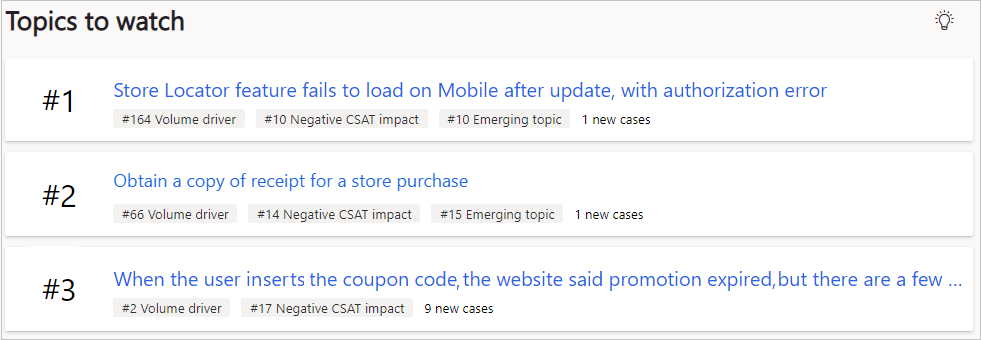 Topics to watch
#1
Store Locator feature fails to load on Mobile after update, with authorization error
#164 Volume driver #10 Negative CSAT impact #10 Emerging topic 1 new cases
#2
Obtain a copy of receipt for a store purchase
#66 Volume driver #14 Negative CSAT impact #15 Emerging topic 1 new cases
#3
When the user inserts the coupon code,the website said promotion expired,but there are a few ...
#2 Volume driver #17 Negative CSAT impact 9 new cases